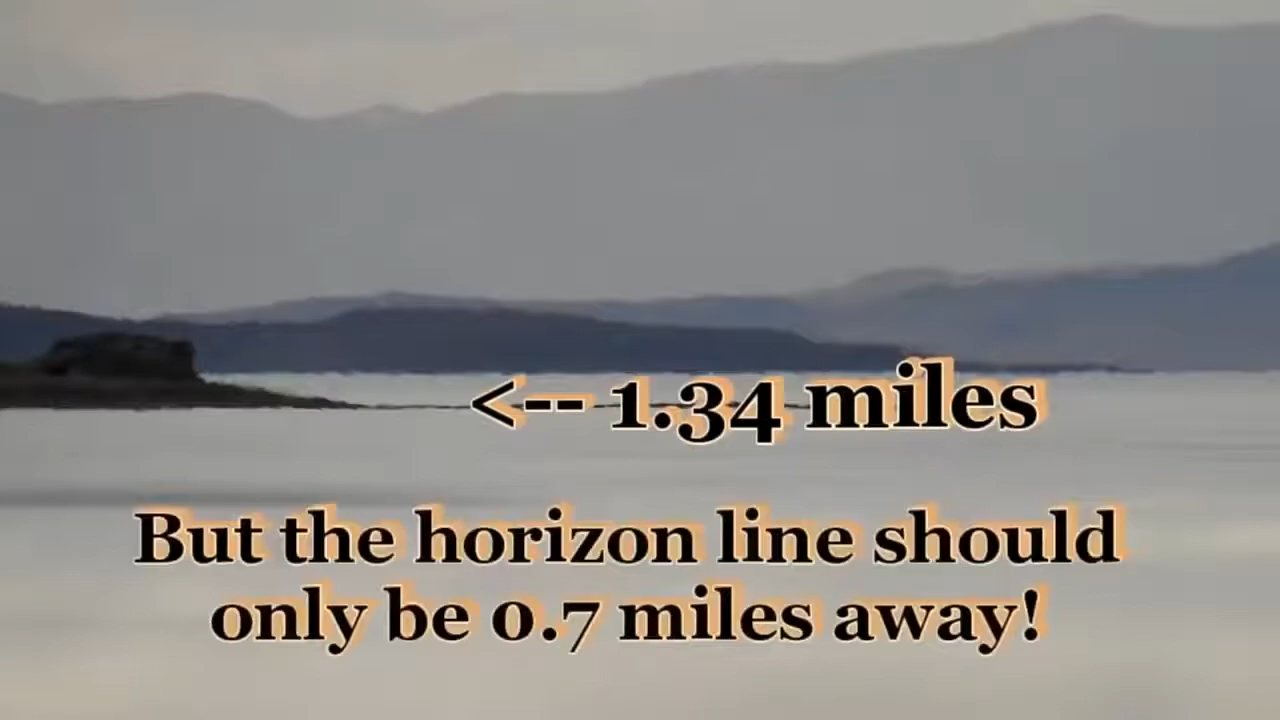 <-- 1.34 miles
But the horizon line should
only be 0.7 miles away!